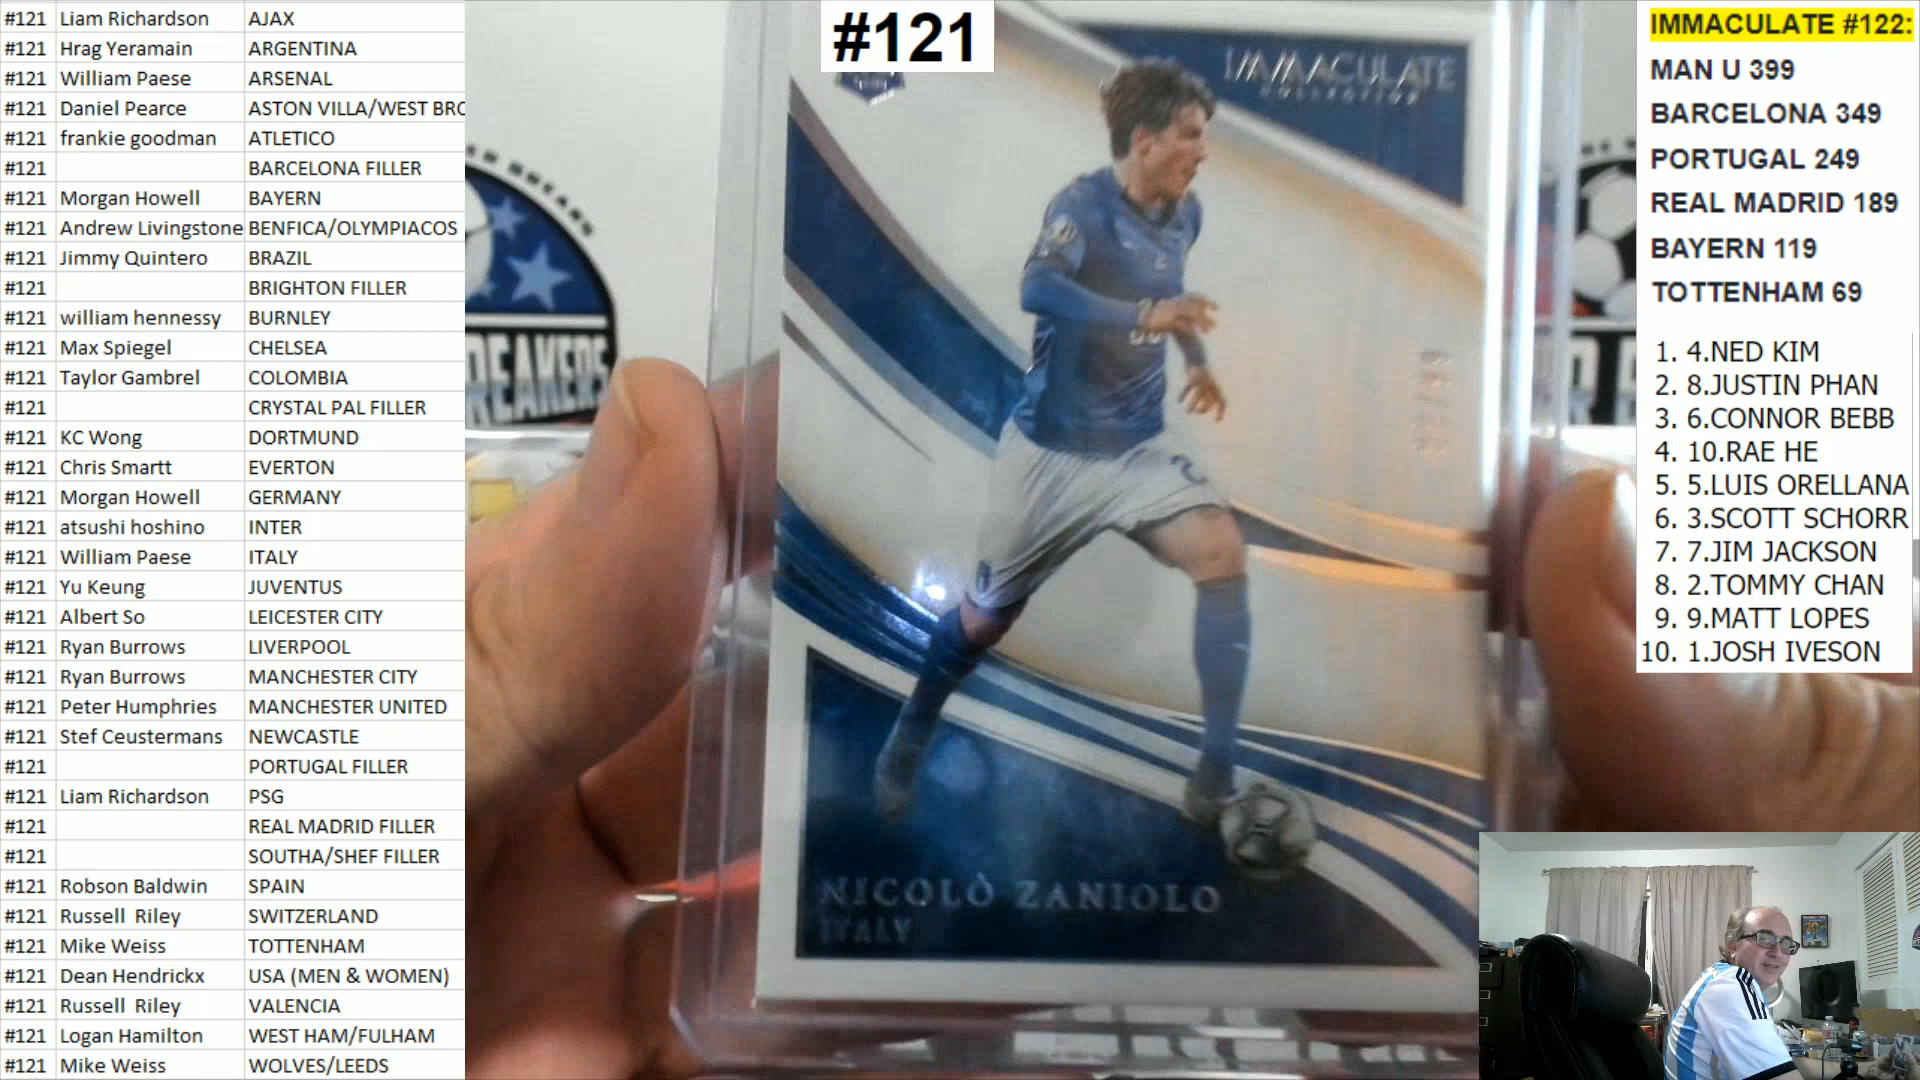 #121 Liam Richardson AJAX
#121 Hrag Yeramain ARGENTINA
#121 William Paese ARSENAL
#121 Daniel Pearce ASTON VILLA/WEST BRO
#121 frankie goodman ATLETICO
#121 BARCELONA FILLER
#121 Morgan Howell BAYERN
#121 Andrew Livingstone BENFICA/OLYMPIACOS
#121 Jimmy Quintero BRAZIL
#121 BRIGHTON FILLER
#121 william hennessy BURNLEY
#121 Max Spiegel CHELSEA
#121 Taylor Gambrel COLOMBIA
#121 CRYSTAL PAL FILLER
#121 KC Wong DORTMUND
#121 Chris Smartt EVERTON
#121 Morgan Howell GERMANY
#121 atsushi hoshino INTER
#121 William Paese ITALY
#121 Yu Keung JUVENTUS
#121 Albert So LEICESTER CITY
#121 Ryan Burrows LIVERPOOL
#121 Ryan Burrows MANCHESTER CITY
#121 Peter Humphries MANCHESTER UNITED
#121 Stef Ceustermans NEWCASTLE
#121 PORTUGAL FILLER
#121 Liam Richardson PSG
#121 REAL MADRID FILLER
#121 SOUTHA/SHEF FILLER
#121 Robson Baldwin SPAIN
#121 Russell Riley SWITZERLAND
#121 Mike Weiss TOTTENHAM
#121 Dean Hendrickx USA (MEN & WOMEN)
#121 Russell Riley VALENCIA
#121 Logan Hamilton WEST HAM/FULHAM
#121 Mike Weiss WOLVES/LEEDS
#121
IMMACULATE
COLLECTION
NICOLÒ ZANIOLO
ITALY
REAKERS
IMMACULATE #122:
MAN U 399
BARCELONA 349
PORTUGAL 249
REAL MADRID 189
BAYERN 119
TOTTENHAM 69
1. 4.NED KIM
2. 8.JUSTIN PHAN
3. 6.CONNOR BEBB
4. 10.RAE HE
5. 5.LUIS ORELLANA
6. 3.SCOTT SCHORR
7. 7.JIM JACKSON
8. 2.TOMMY CHAN
9. 9.MATT LOPES
10. 1.JOSH IVESON